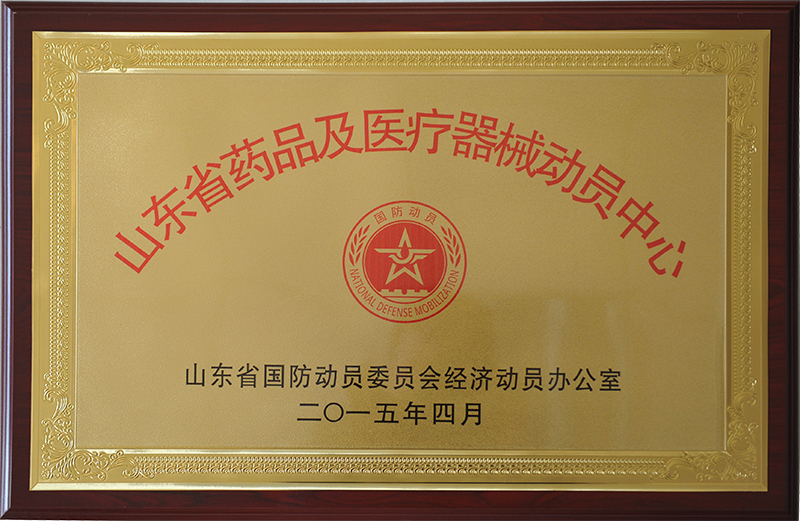 山东省药品及医疗器械动员中心
国防动员
NATIONAL DEFENSE MOBILIZATION
山东省国防动员委员会经济动员办公室
二〇一五年四月